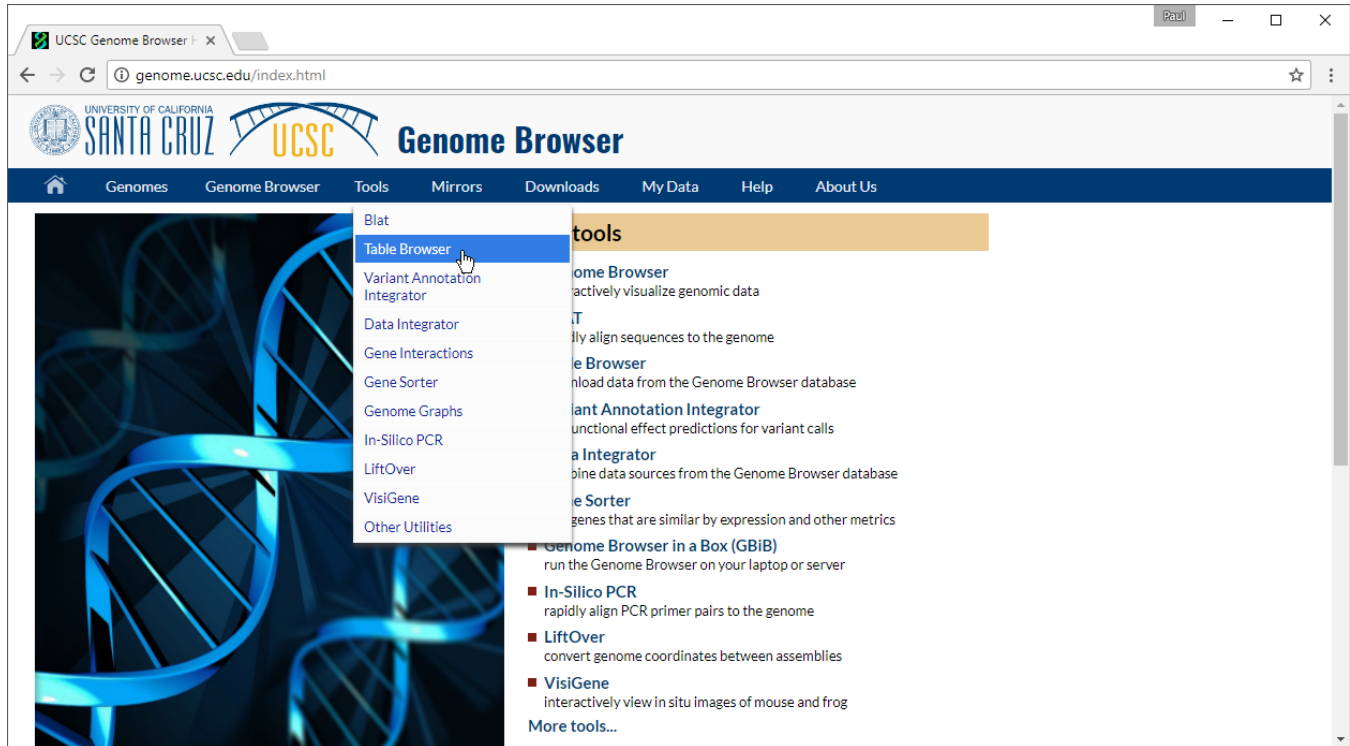 Paul
UCSC Genome Browser H
genome.ucsc.edu/index.html
UNIVERSITY OF CALIFORNIA
SANTA CRUZ
UCSC
Genome Browser
Genomes Genome Browser Tools Mirrors Downloads My Data Help About Us
Blat
Table Browser
Variant Annotation
Integrator
Data Integrator
Gene Interactions
Gene Sorter
Genome Graphs
In-Silico PCR
LiftOver
VisiGene
Other Utilities
tools
ome Browser
actively visualize genomic data
T
dly align sequences to the genome
le Browser
nload data from the Genome Browser database
iant Annotation Integrator
unctional effect predictions for variant calls
a Integrator
bine data sources from the Genome Browser database
e Sorter
genes that are similar by expression and other metrics
Genome Browser in a Box (GBiB)
run the Genome Browser on your laptop or server
In-Silico PCR
rapidly align PCR primer pairs to the genome
LiftOver
convert genome coordinates between assemblies
VisiGene
interactively view in situ images of mouse and frog
More tools...